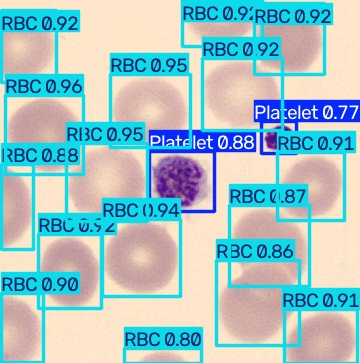 RBC 0.92
RBC 0.92
RBC 0.92
RBC 0.92
RBC 0.95
RBC 0.96
Platelet 0.77
RBC 0.95
Platelet 0.88
RBC 0.91
RBC 0.88
RBC 0.87
RBC 0.94
RBC 0.92
RBC 0.86
RBC 0.90
RBC 0.91
RBC 0.80